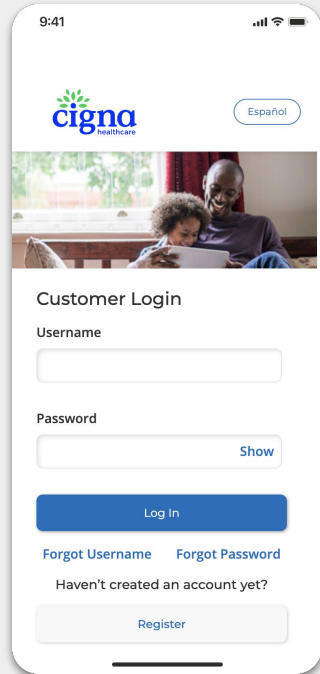 9:41
cigna
healthcare
Español
Customer Login
Username
Password
Show
Log In
Forgot Username Forgot Password
Haven’t created an account yet?
Register